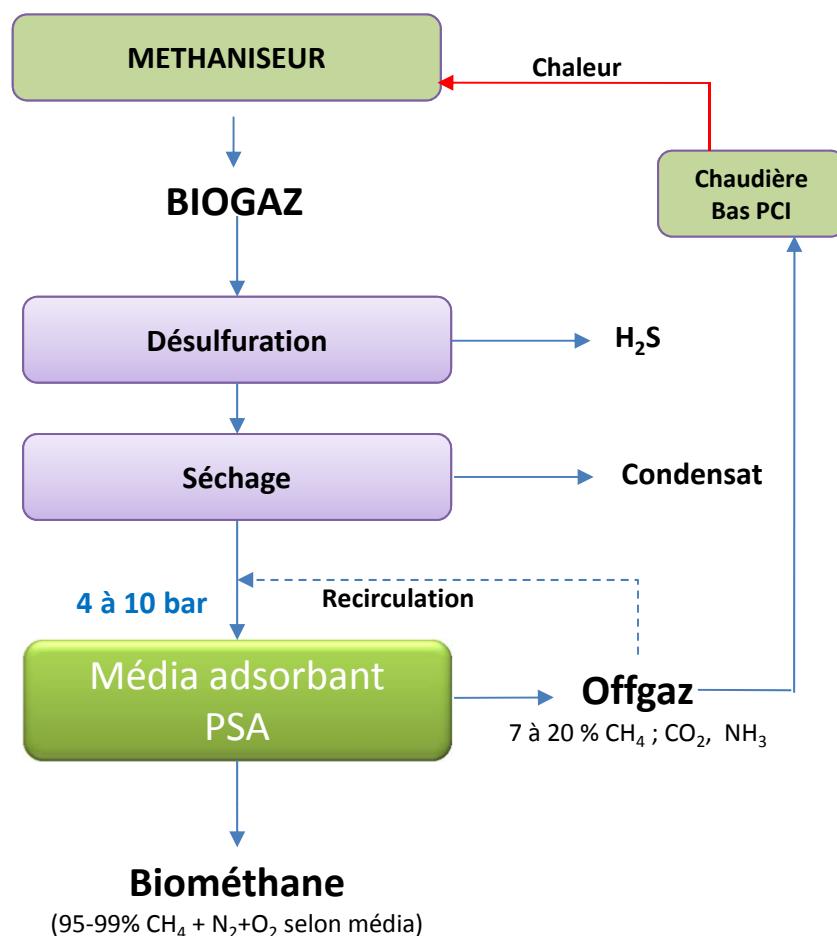 METHANISEUR
Chaleur
Chaudière
Bas PCI
BIOGAZ
Désulfuration
H₂S
Séchage
Condensat
4 à 10 bar
Recirculation
Média adsorbant
PSA
Offgaz
7 à 20 % CH₄ ; CO₂, NH₃
Biométhane
(95-99% CH₄ + N₂+O₂ selon média)